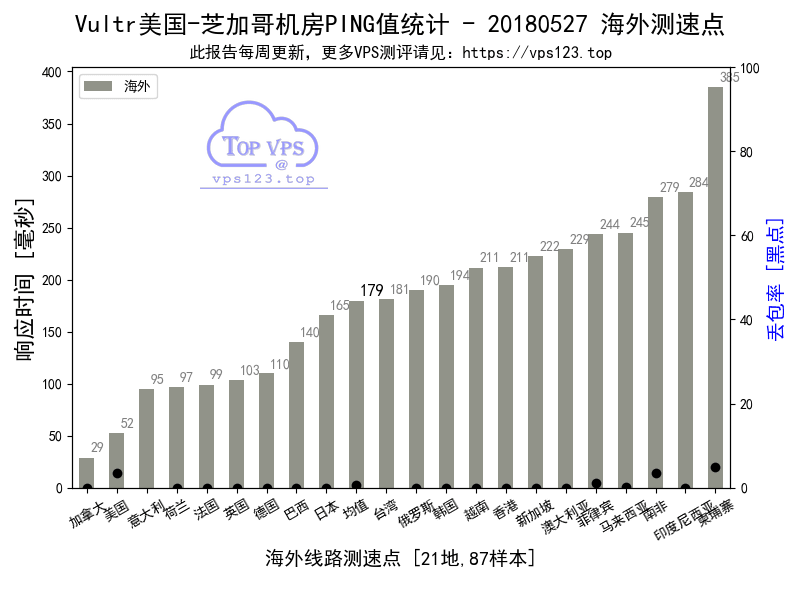 Vultr美国-芝加哥机房PING值统计 - 20180527 海外测速点
此报告每周更新，更多VPS测评请见：https://vps123.top
海外
TOP VPS
@
vps123.top
响应时间 [毫秒]
400
350
300
250
200
150
100
50
0
29
52
95
97
99
103
110
140
165
179
181
190
194
211
211
222
229
244
245
279
284
385
100
80
60
40
20
0
丢包率 [黑点]
加拿大
美国
意大利
荷兰
法国
英国
德国
巴西
日本
均值
台湾
俄罗斯
韩国
越南
香港
新加坡
澳大利亚
菲律宾
马来西亚
南非
印度尼西亚
柬埔寨
海外线路测速点 [21地,87样本]